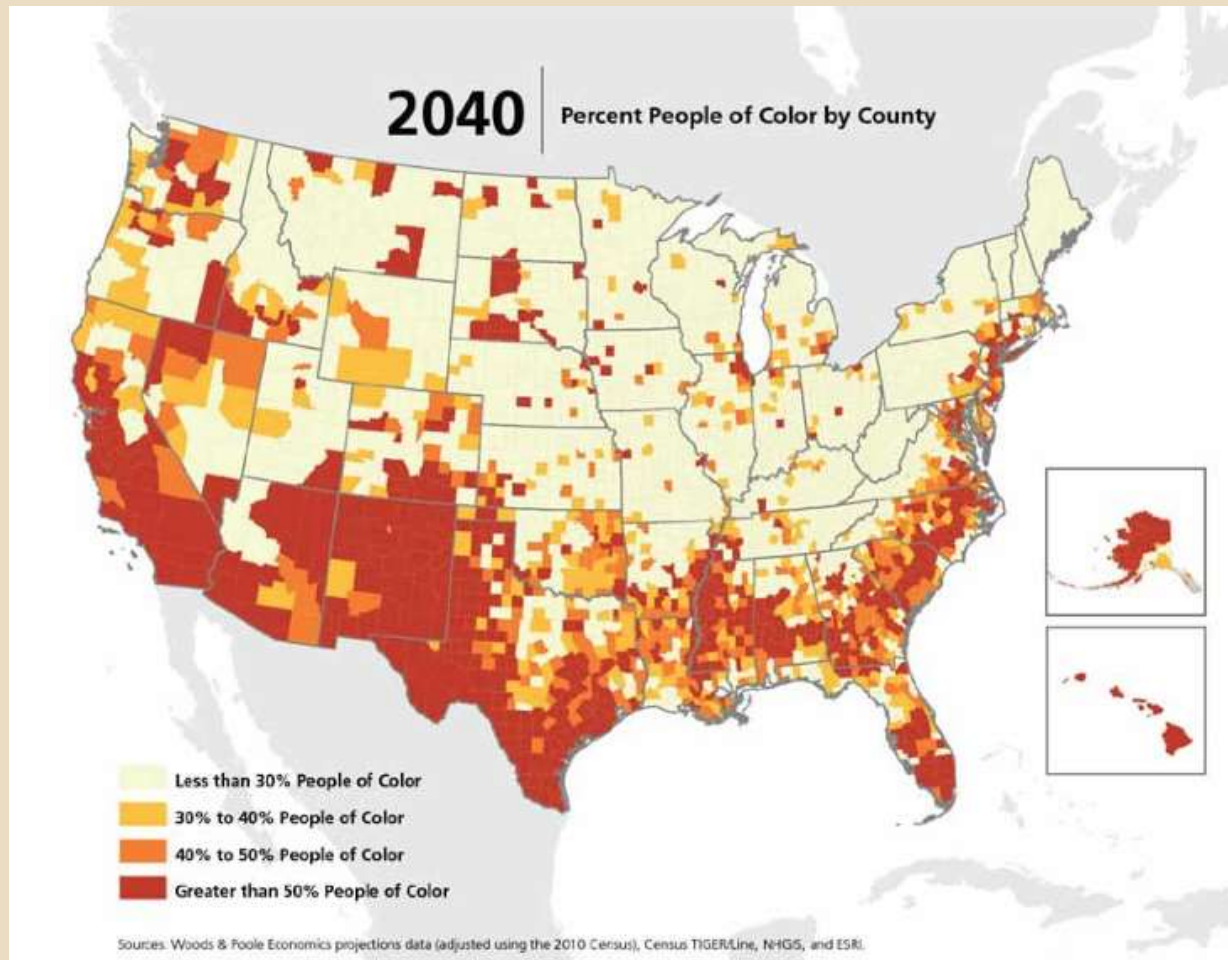 2040
Percent People of Color by County
Less than 30% People of Color
30% to 40% People of Color
40% to 50% People of Color
Greater than 50% People of Color
Sources: Woods & Poole Economics projections data (adjusted using the 2010 Census), Census TIGER/Line, NHGIS, and ESRI.